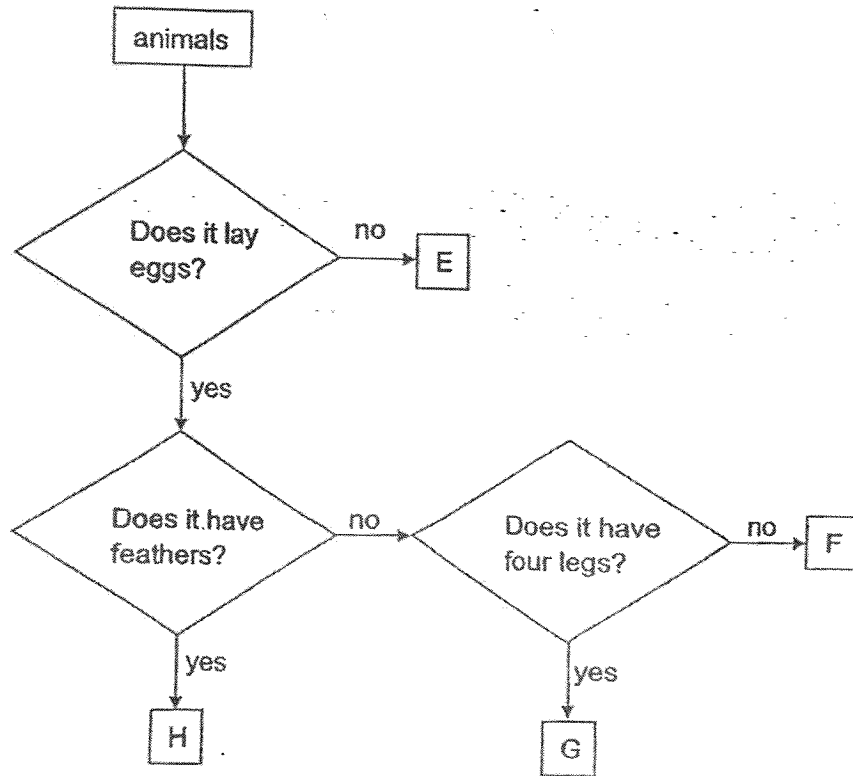 animals
Does it lay
eggs?
no
E
yes
Does it have
feathers?
no
Does it have
four legs?
no
F
yes
H
yes
G